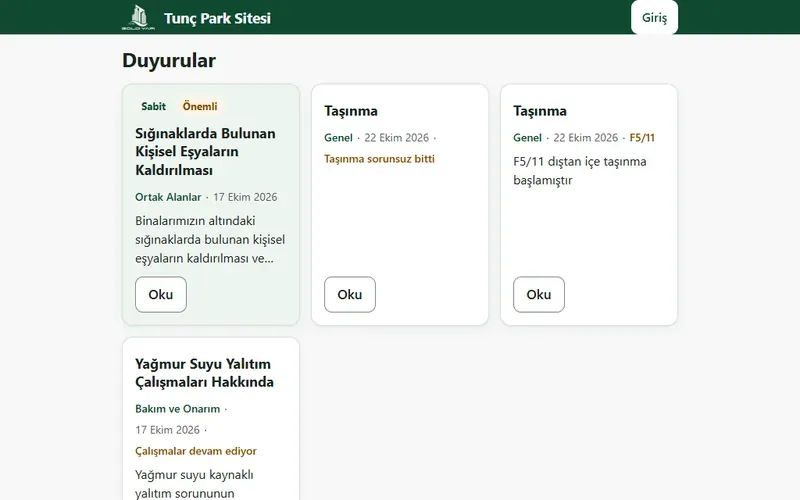 GOLD YAPI
Tunç Park Sitesi
Giriş
Duyurular
Sabit
Önemli
Sığınaklarda Bulunan
Kişisel Eşyaların
Kaldırılması
Ortak Alanlar · 17 Ekim 2026
Binalarımızın altındaki
sığınaklarda bulunan kişisel
eşyaların kaldırılması ve...
Oku
Taşınma
Genel · 22 Ekim 2026 ·
Taşınma sorunsuz bitti
Oku
Taşınma
Genel · 22 Ekim 2026 · F5/11
F5/11 dıştan içe taşınma
başlamıştır
Oku
Yağmur Suyu Yalıtım
Çalışmaları Hakkında
Bakım ve Onarım ·
17 Ekim 2026 ·
Çalışmalar devam ediyor
Yağmur suyu kaynaklı
yalıtım sorununun